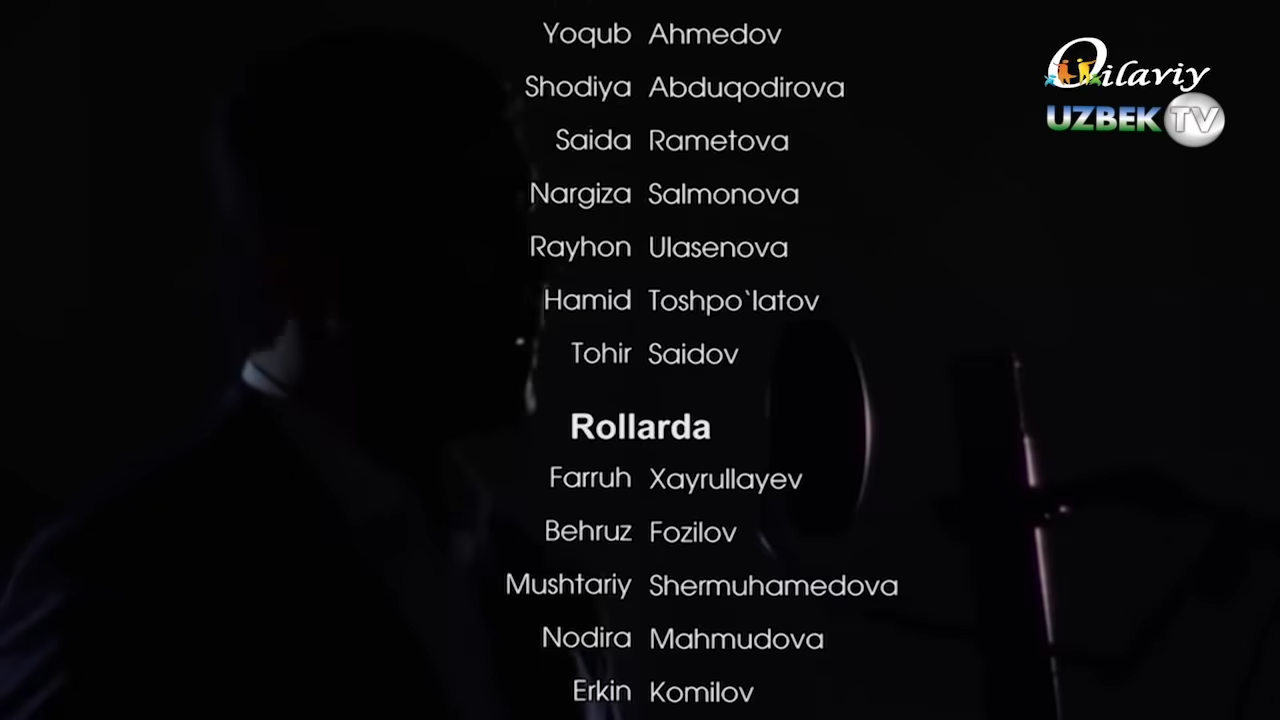 Yoqub Ahmedov
Oilaviy
Shodiya Abduqodirova
UZBEK TV
Saida Rametova
Nargiza Salmonova
Rayhon Ulasenova
Hamid Toshpo`latov
Tohir Saidov
Rollarda
Farruh Xayrullayev
Behruz Fozilov
Mushtariy Shermuhamedova
Nodira Mahmudova
Erkin Komilov